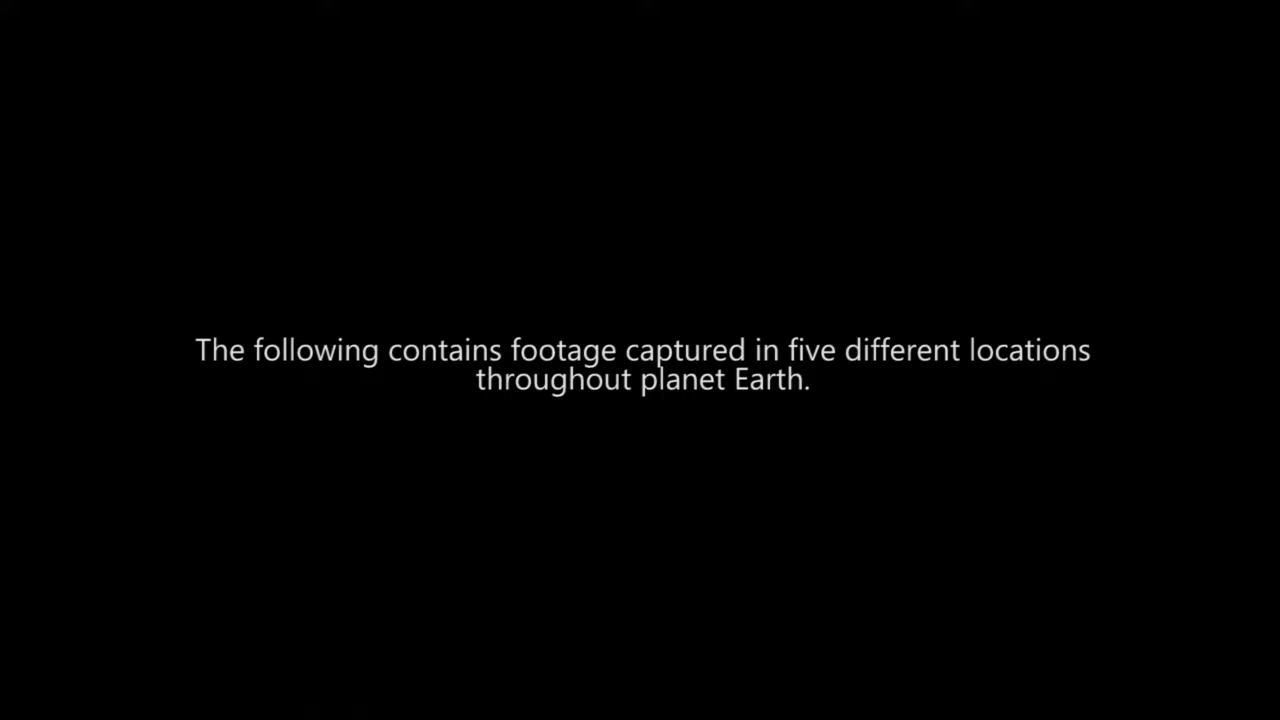 The following contains footage captured in five different locations
throughout planet Earth.